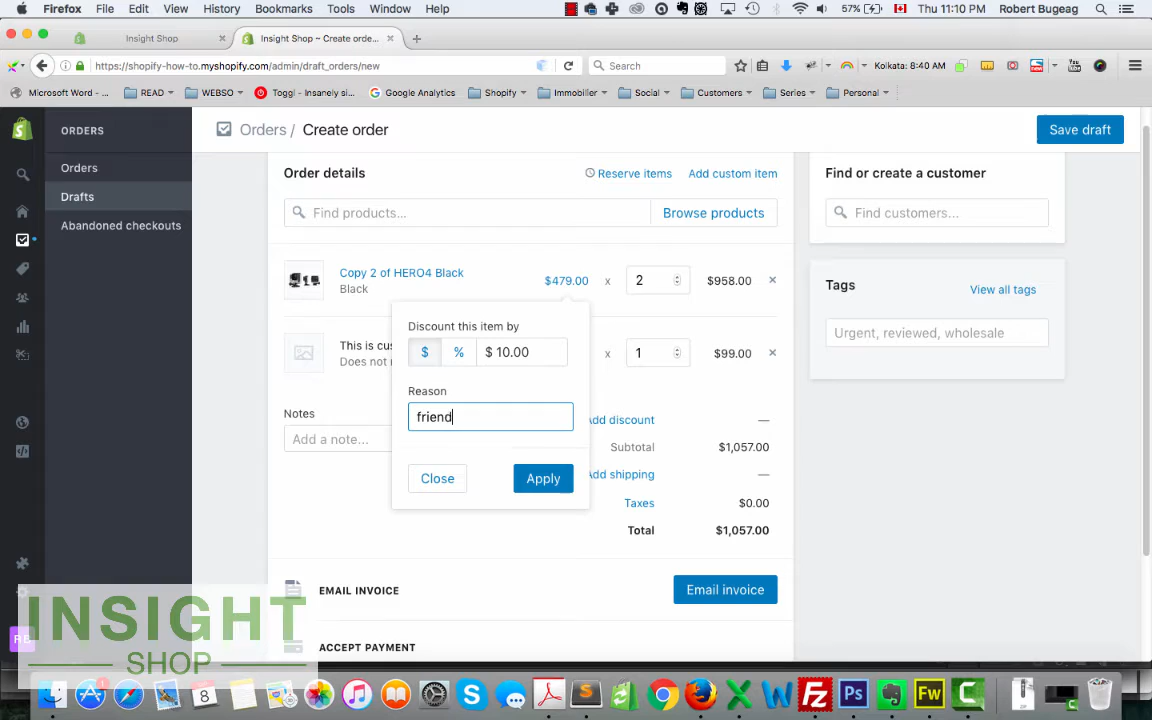 Firefox File Edit View History Bookmarks Tools Window Help 57% Thu 11:10 PM Robert Bugeag
Insight Shop × Insight Shop ~ Create orde... × +
https://shopify-how-to.myshopify.com/admin/draft_orders/new Search Kolkata: 8:40 AM
Microsoft Word - ... READ WEBSO Toggl - Insanely si... Google Analytics Shopify Immobilier Social Customers Series Personal
ORDERS
Orders / Create order
Save draft
Orders
Drafts
Abandoned checkouts
Order details
Reserve items
Add custom item
Find products...
Browse products
Copy 2 of HERO4 Black
Black
$479.00 x 2 $958.00 ×
Discount this item by
$ % $ 10.00
Reason
friend
Close Apply
This is cus
Does not r
x 1 $99.00 ×
Notes
Add a note...
Add discount —
Subtotal $1,057.00
Add shipping —
Taxes $0.00
Total $1,057.00
EMAIL INVOICE
Email invoice
ACCEPT PAYMENT
Find or create a customer
Find customers...
Tags
View all tags
Urgent, reviewed, wholesale
INSIGHT
SHOP